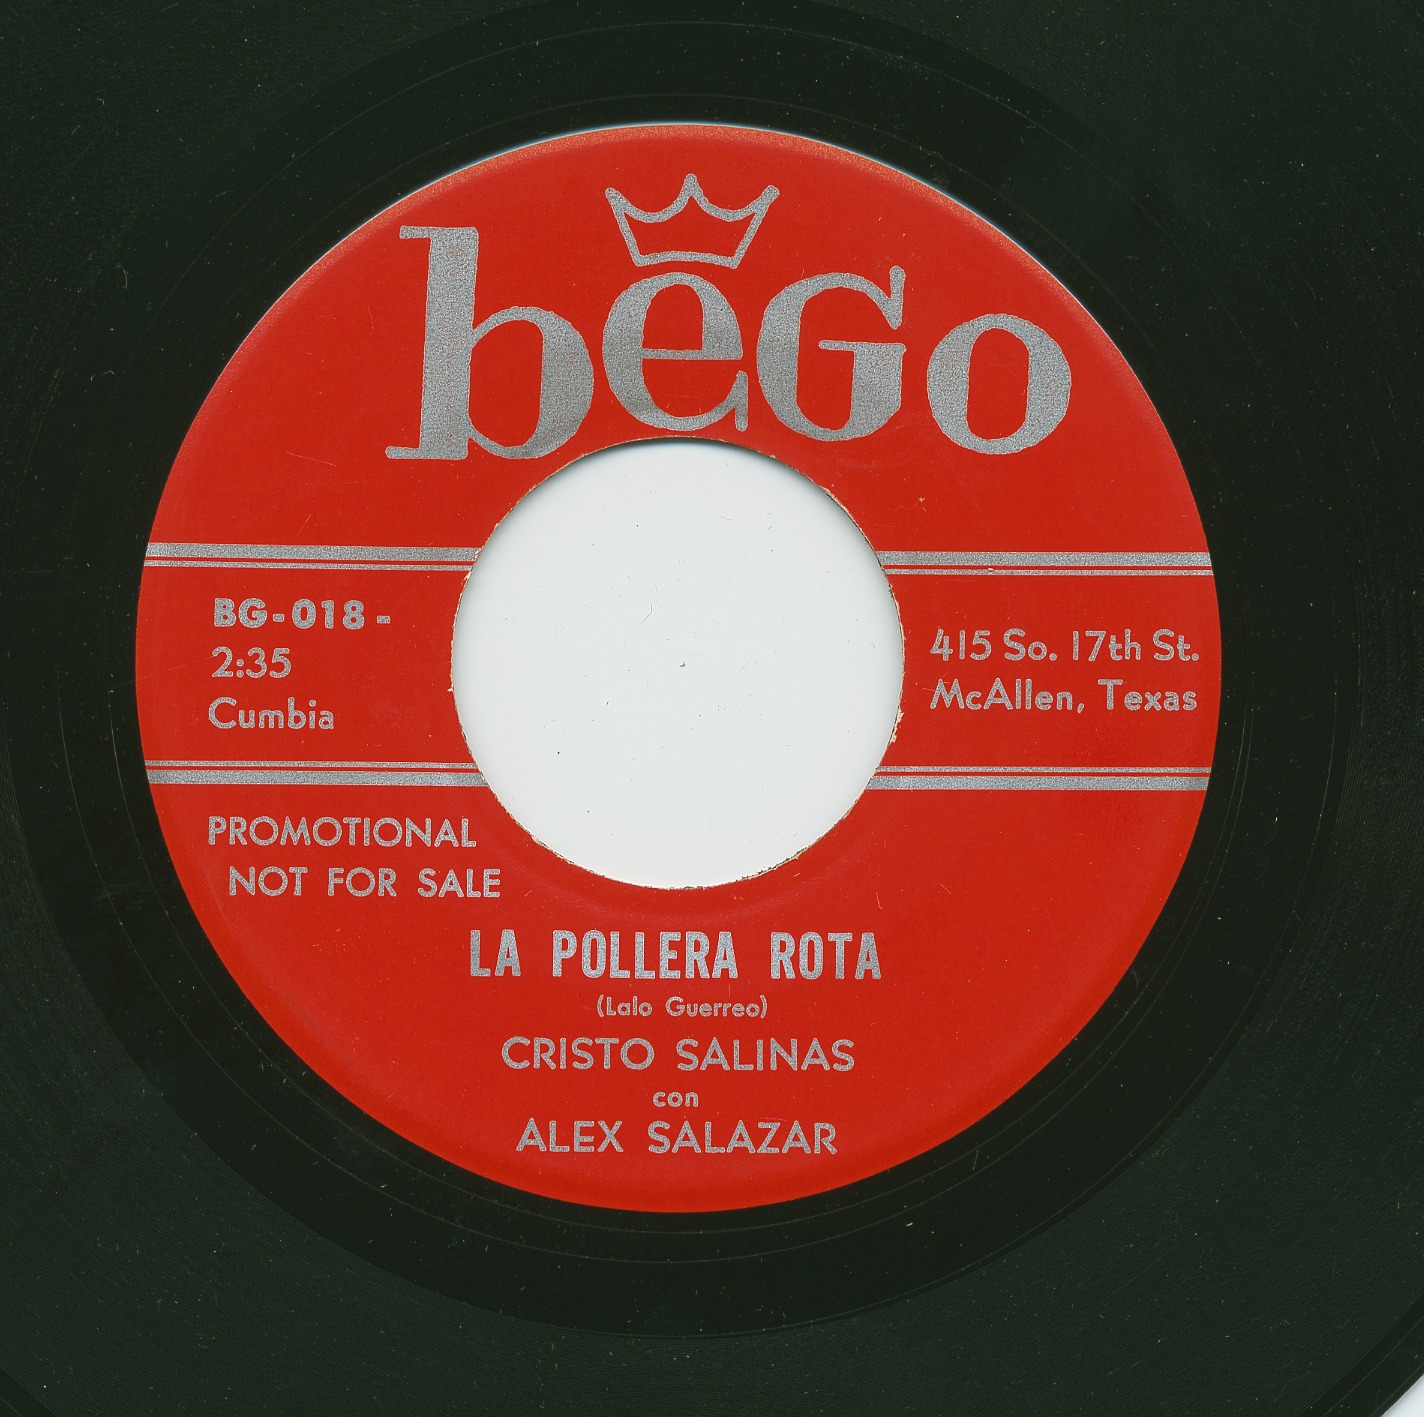 beGo
BG-018-
2:35
Cumbia
415 So. 17th St.
McAllen, Texas
PROMOTIONAL
NOT FOR SALE
LA POLLERA ROTA
(Lalo Guerreo)
CRISTO SALINAS
con
ALEX SALAZAR